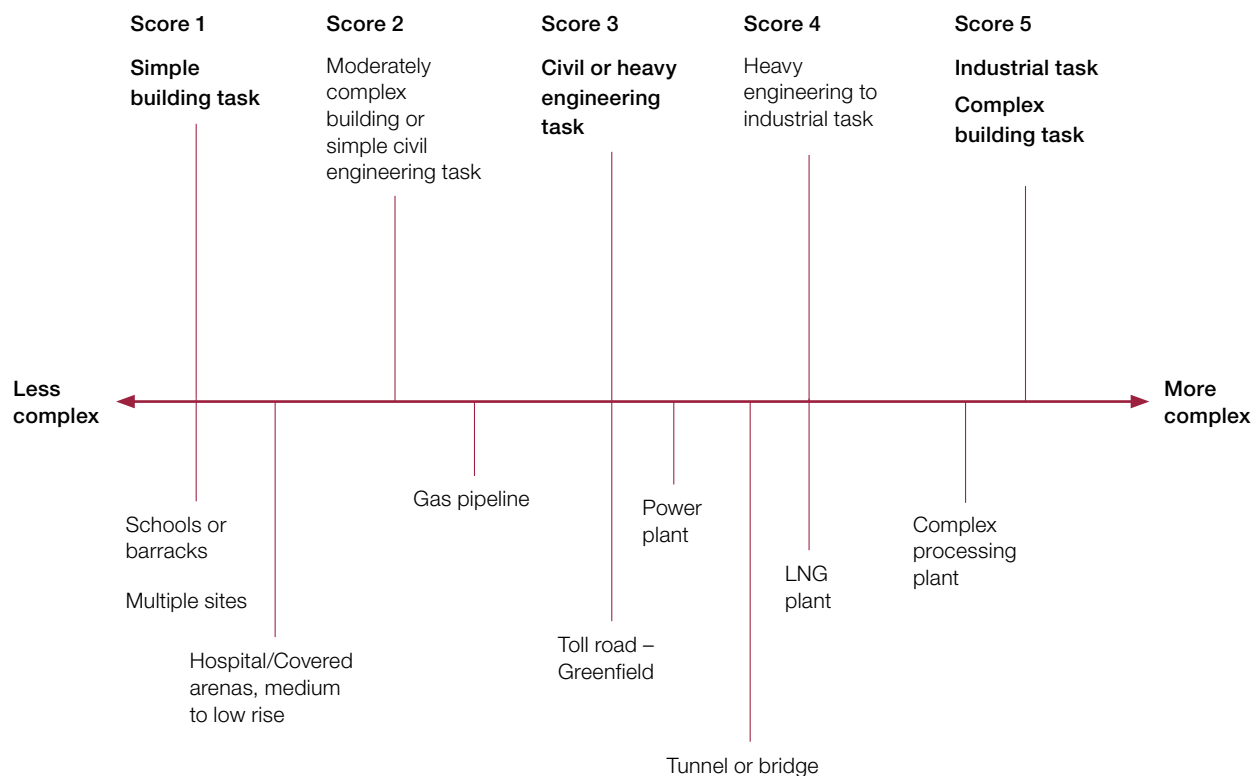 Score 1
Simple
building task
Score 2
Moderately
complex
building or
simple civil
engineering task
Score 3
Civil or heavy
engineering
task
Score 4
Heavy
engineering to
industrial task
Score 5
Industrial task
Complex
building task
Less
complex
More
complex
Schools or
barracks
Multiple sites
Hospital/Covered
arenas, medium
to low rise
Gas pipeline
Toll road –
Greenfield
Power
plant
Tunnel or bridge
LNG
plant
Complex
processing
plant